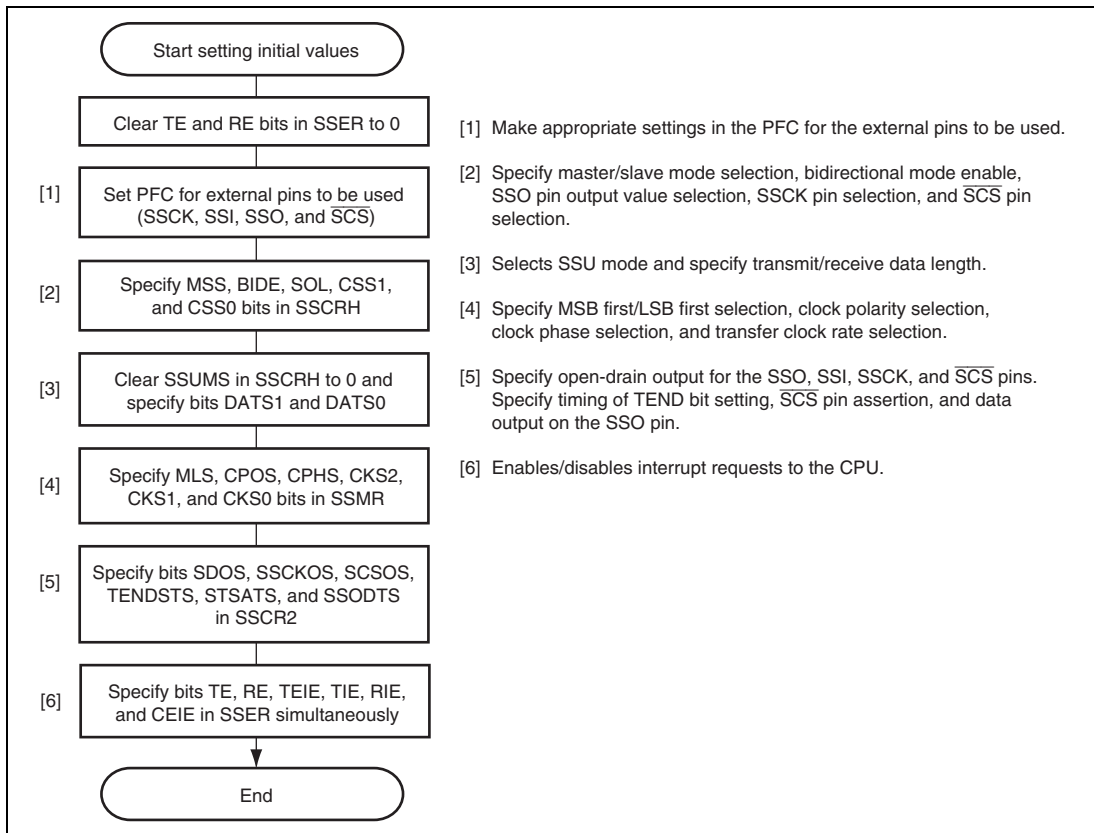 Start setting initial values
Clear TE and RE bits in SSER to 0
[1]
Set PFC for external pins to be used
(SSCK, SSI, SSO, and S̅C̅S̅)
[2]
Specify MSS, BIDE, SOL, CSS1,
and CSS0 bits in SSCRH
[3]
Clear SSUMS in SSCRH to 0 and
specify bits DATS1 and DATS0
[4]
Specify MLS, CPOS, CPHS, CKS2,
CKS1, and CKS0 bits in SSMR
[5]
Specify bits SDOS, SSCKOS, SCSOS,
TENDSTS, STSATS, and SSODTS
in SSCR2
[6]
Specify bits TE, RE, TEIE, TIE, RIE,
and CEIE in SSER simultaneously
End
[1] Make appropriate settings in the PFC for the external pins to be used.
[2] Specify master/slave mode selection, bidirectional mode enable,
SSO pin output value selection, SSCK pin selection, and S̅C̅S̅ pin
selection.
[3] Selects SSU mode and specify transmit/receive data length.
[4] Specify MSB first/LSB first selection, clock polarity selection,
clock phase selection, and transfer clock rate selection.
[5] Specify open-drain output for the SSO, SSI, SSCK, and S̅C̅S̅ pins.
Specify timing of TEND bit setting, S̅C̅S̅ pin assertion, and data
output on the SSO pin.
[6] Enables/disables interrupt requests to the CPU.